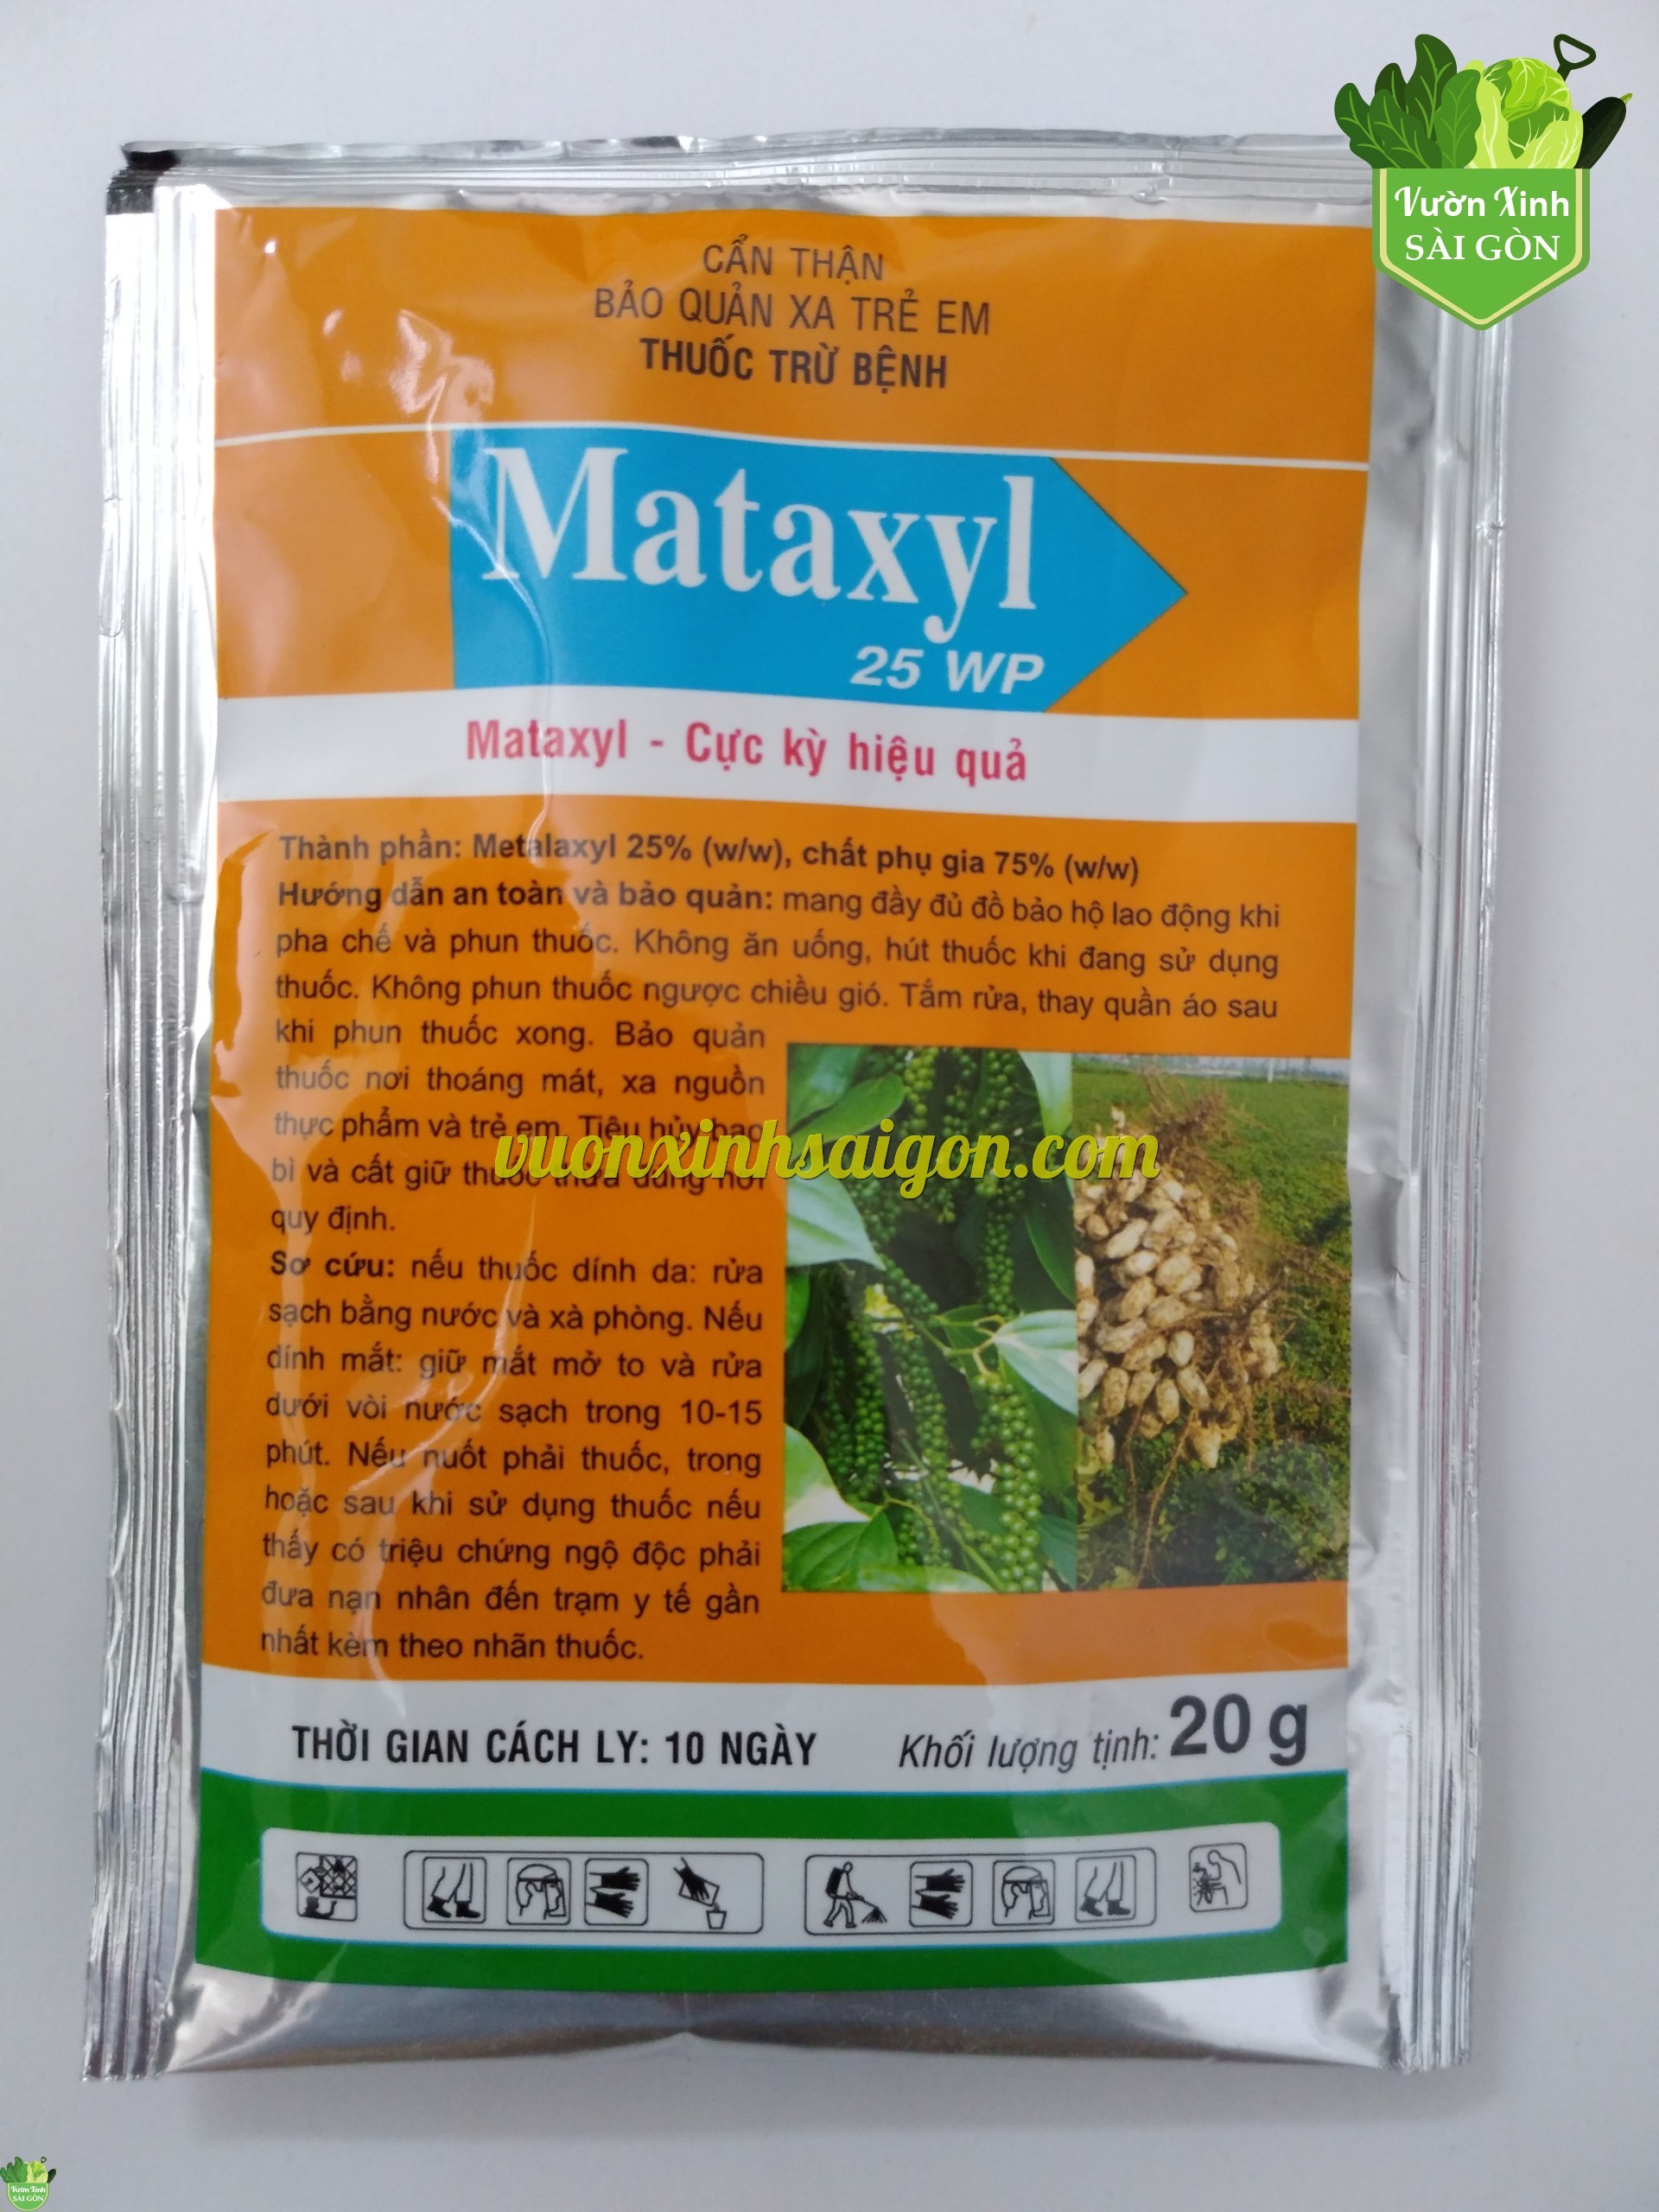 Vườn Xinh
SÀI GÒN
CẨN THẬN
BẢO QUẢN XA TRẺ EM
THUỐC TRỪ BỆNH
Mataxyl
25 WP
Mataxyl - Cực kỳ hiệu quả
Thành phần: Metalaxyl 25% (w/w), chất phụ gia 75% (w/w)
Hướng dẫn an toàn và bảo quản: mang đầy đủ đồ bảo hộ lao động khi
pha chế và phun thuốc. Không ăn uống, hút thuốc khi đang sử dụng
thuốc. Không phun thuốc ngược chiều gió. Tắm rửa, thay quần áo sau
khi phun thuốc xong. Bảo quản
thuốc nơi thoáng mát, xa nguồn
thực phẩm và trẻ em. Tiêu hủy bao
vuonxinhsaigon.com
bì và cất giữ thuốc thừa đúng nơi
quy định.
Sơ cứu: nếu thuốc dính da: rửa
sạch bằng nước và xà phòng. Nếu
dính mắt: giữ mắt mở to và rửa
dưới vòi nước sạch trong 10-15
phút. Nếu nuốt phải thuốc, trong
hoặc sau khi sử dụng thuốc nếu
thấy có triệu chứng ngộ độc phải
đưa nạn nhân đến trạm y tế gần
nhất kèm theo nhãn thuốc.
THỜI GIAN CÁCH LY: 10 NGÀY
Khối lượng tịnh: 20 g
Vườn Xinh
SÀI GÒN